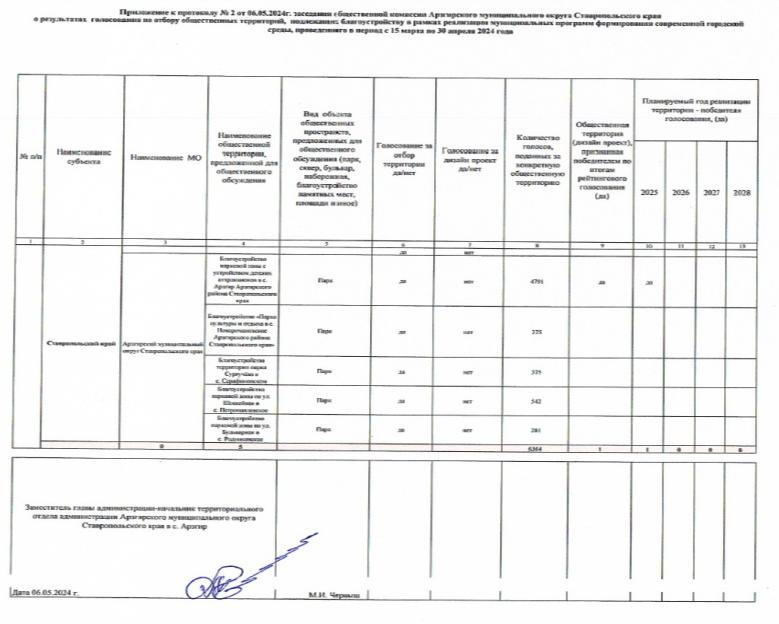 Приложение к протоколу № 2 от 06.05.2024г. заседания общественной комиссии Арзгирского муниципального округа Ставропольского края
о результатах голосования по отбору общественных территорий, подлежащих благоустройству в рамках реализации муниципальных программ формирования современной городской
среды, проведенного в период с 15 марта по 30 апреля 2024 года
№ п/п
Наименование
субъекта
Наименование МО
Наименование
общественной
территории,
предложенной для
общественного
обсуждения
Вид объекта
общественных
пространств,
предложенных для
общественного
обсуждения (парк,
сквер, бульвар,
набережная,
благоустройство
памятных мест,
площади и иное)
Голосование за
отбор
территории
да/нет
Голосование за
дизайн проект
да/нет
Количество
голосов,
поданных за
конкретную
общественную
территорию
Общественная
территория
(дизайн проект),
признанная
победителем по
итогам
рейтингового
голосования
(да)
Планируемый год реализации
территории - победителя
голосования, (да)
2025 2026 2027 2028
1 2 3 4 5 6 7 8 9 10 11 12 13
да нет
Ставропольский край
Арзгирский муниципальный
округ Ставропольского края
Благоустройство
парковой зоны с
устройством детских
аттракционов в с.
Арзгир Арзгирского
района Ставропольского
края
Парк да нет 4791 да да
Благоустройство «Парка
культуры и отдыха в с.
Новоромановское
Арзгирского района
Ставропольского края»
Парк да нет 375
Благоустройство
территории парка
Сургучёва в
с. Серафимовское
Парк да нет 375
Благоустройство
парковой зоны по ул.
в
с. Петропавловское
Парк да нет 542
Благоустройство
парковой зоны по ул.
Бульварная в
с. Родниковское
Парк да нет 281
0 5 6364 1 1 0 0 0
Заместитель главы администрации-начальник территориального
отдела администрации Арзгирского муниципального округа
Ставропольского края в с. Арзгир
Дата 06.05.2024 г.
М.И. Черныш